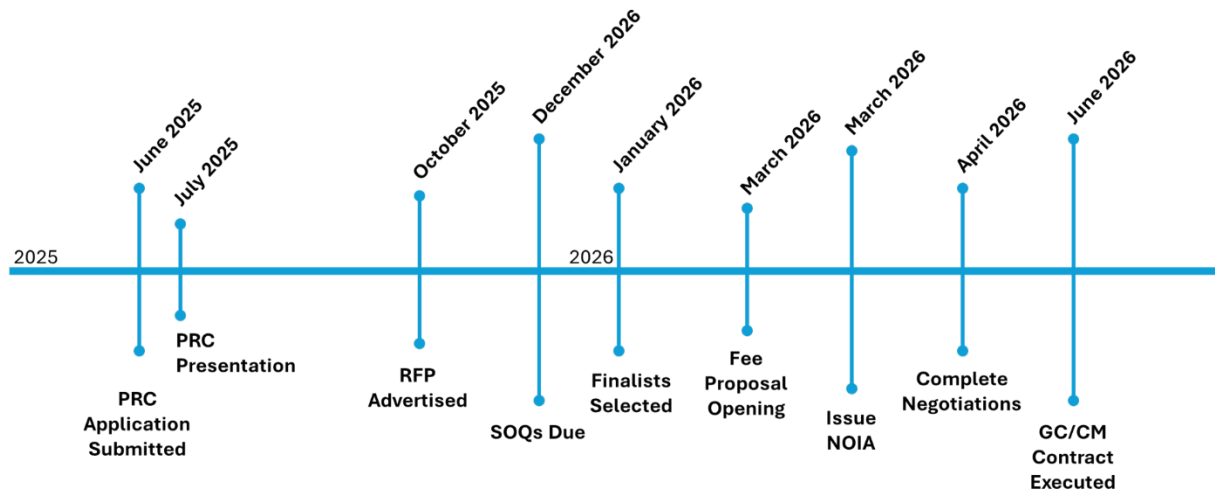 June 2025
July 2025
October 2025
December 2026
January 2026
March 2026
March 2026
April 2026
June 2026
2025
2026
PRC
Application
Submitted
PRC
Presentation
RFP
Advertised
SOQs Due
Finalists
Selected
Fee
Proposal
Opening
Issue
NOIA
Complete
Negotiations
GC/CM
Contract
Executed